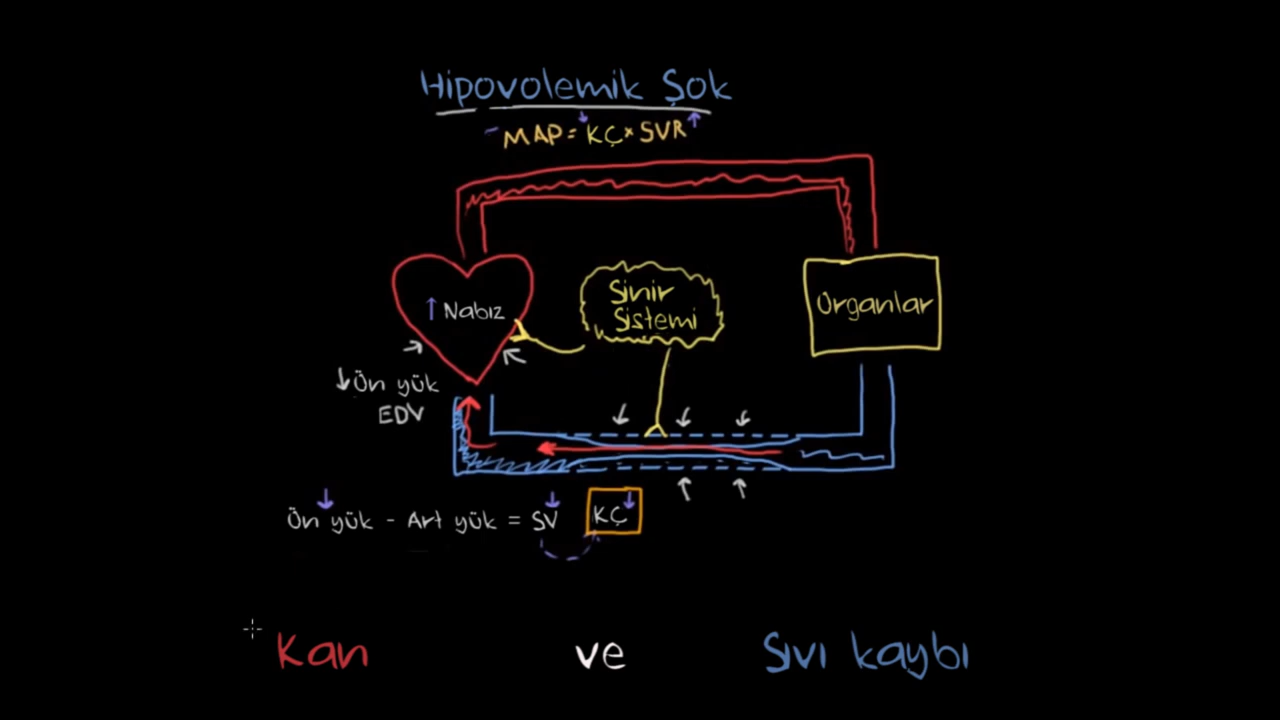 Hipovolemik Şok
- MAP = ↓KÇ × SVR↑
↑ Nabız
Sinir
Sistemi
Organlar
↓Ön yük
EDV
Ön yük↓ - Art yük = SV↓ KÇ↓
Kan ve Sıvı kaybı